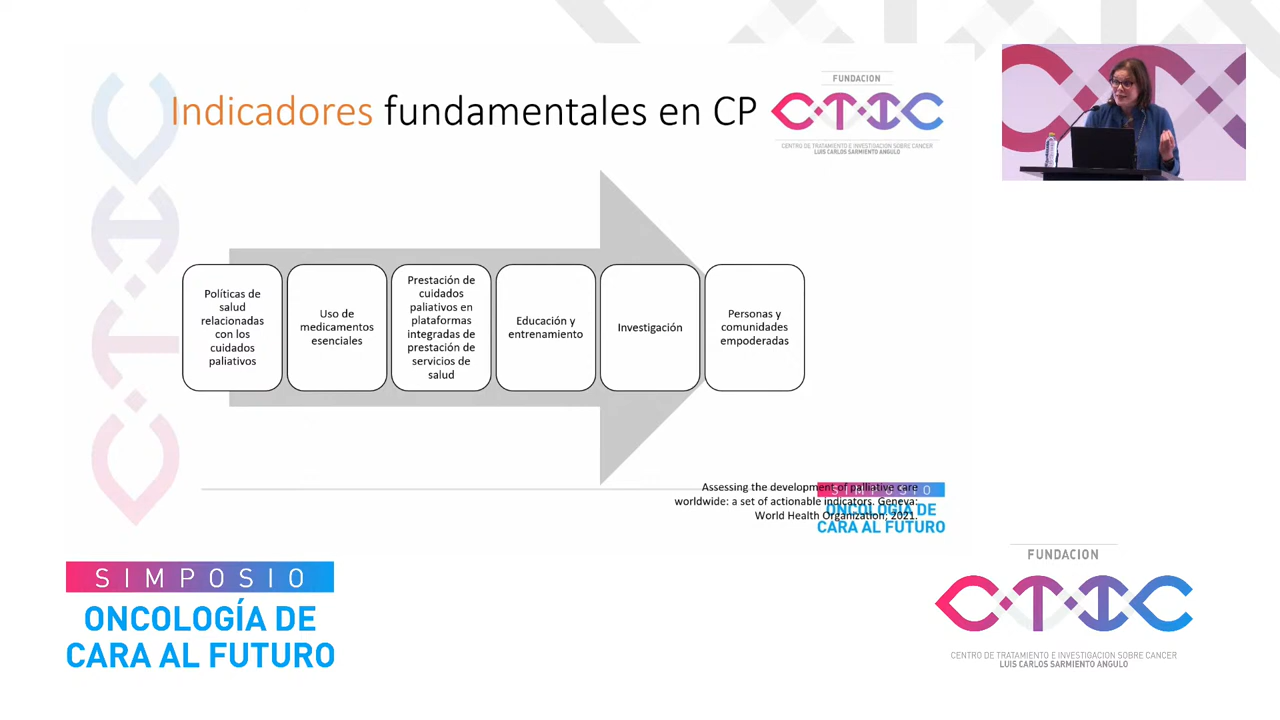 Indicadores fundamentales en CP
FUNDACION
CTIC
CENTRO DE TRATAMIENTO E INVESTIGACION SOBRE CANCER
LUIS CARLOS SARMIENTO ANGULO
Políticas de
salud
relacionadas
con los
cuidados
paliativos
Uso de
medicamentos
esenciales
Prestación de
cuidados
paliativos en
plataformas
integradas de
prestación de
servicios de
salud
Educación y
entrenamiento
Investigación
Personas y
comunidades
empoderadas
Assessing the development of palliative care
worldwide: a set of actionable indicators. Geneva:
World Health Organization; 2021.
SIMPOSIO
ONCOLOGÍA DE
CARA AL FUTURO
SIMPOSIO
ONCOLOGÍA DE
CARA AL FUTURO
FUNDACION
CTIC
CENTRO DE TRATAMIENTO E INVESTIGACION SOBRE CANCER
LUIS CARLOS SARMIENTO ANGULO